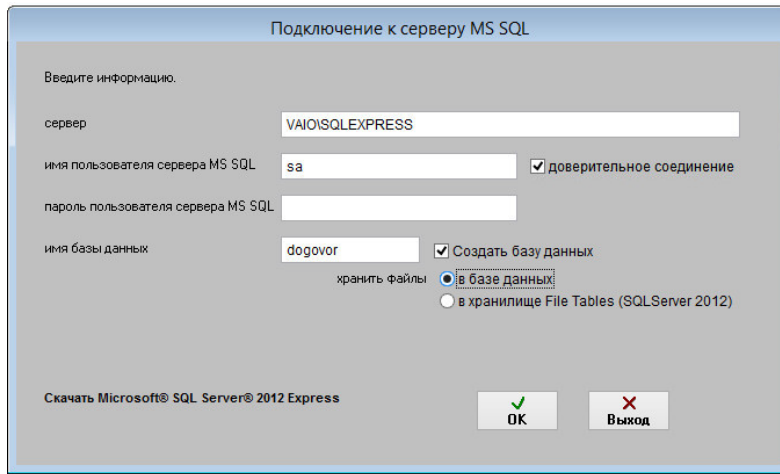 Подключение к серверу MS SQL
Введите информацию.
сервер VAIO\SQLEXPRESS
имя пользователя сервера MS SQL sa доверительное соединение
пароль пользователя сервера MS SQL
имя базы данных dogovor Создать базу данных
хранить файлы в базе данных
в хранилище File Tables (SQLServer 2012)
Скачать Microsoft® SQL Server® 2012 Express OK Выход